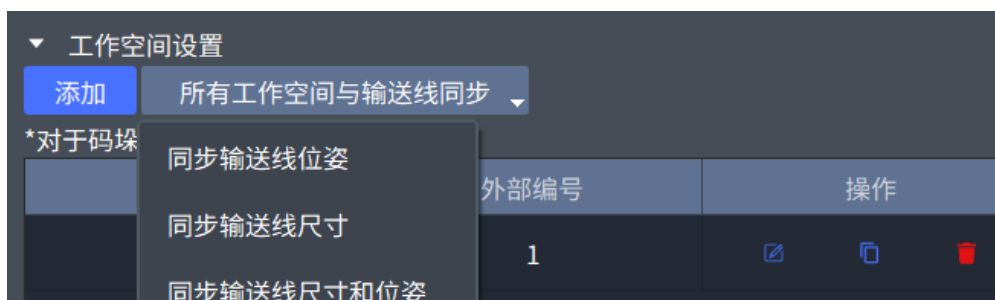 工作空间设置
添加 所有工作空间与输送线同步
*对于码垛
同步输送线位姿
外部编号 操作
同步输送线尺寸
1
同步输送线尺寸和位姿